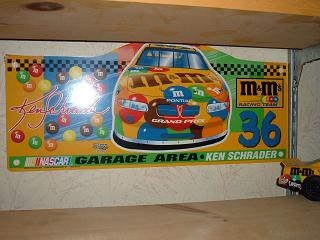 m&m's
RACING TEAM
Ken Schrader
m
PONTIAC
GRAND PRIX
36
NASCAR GARAGE AREA • KEN SCHRADER
m&m's